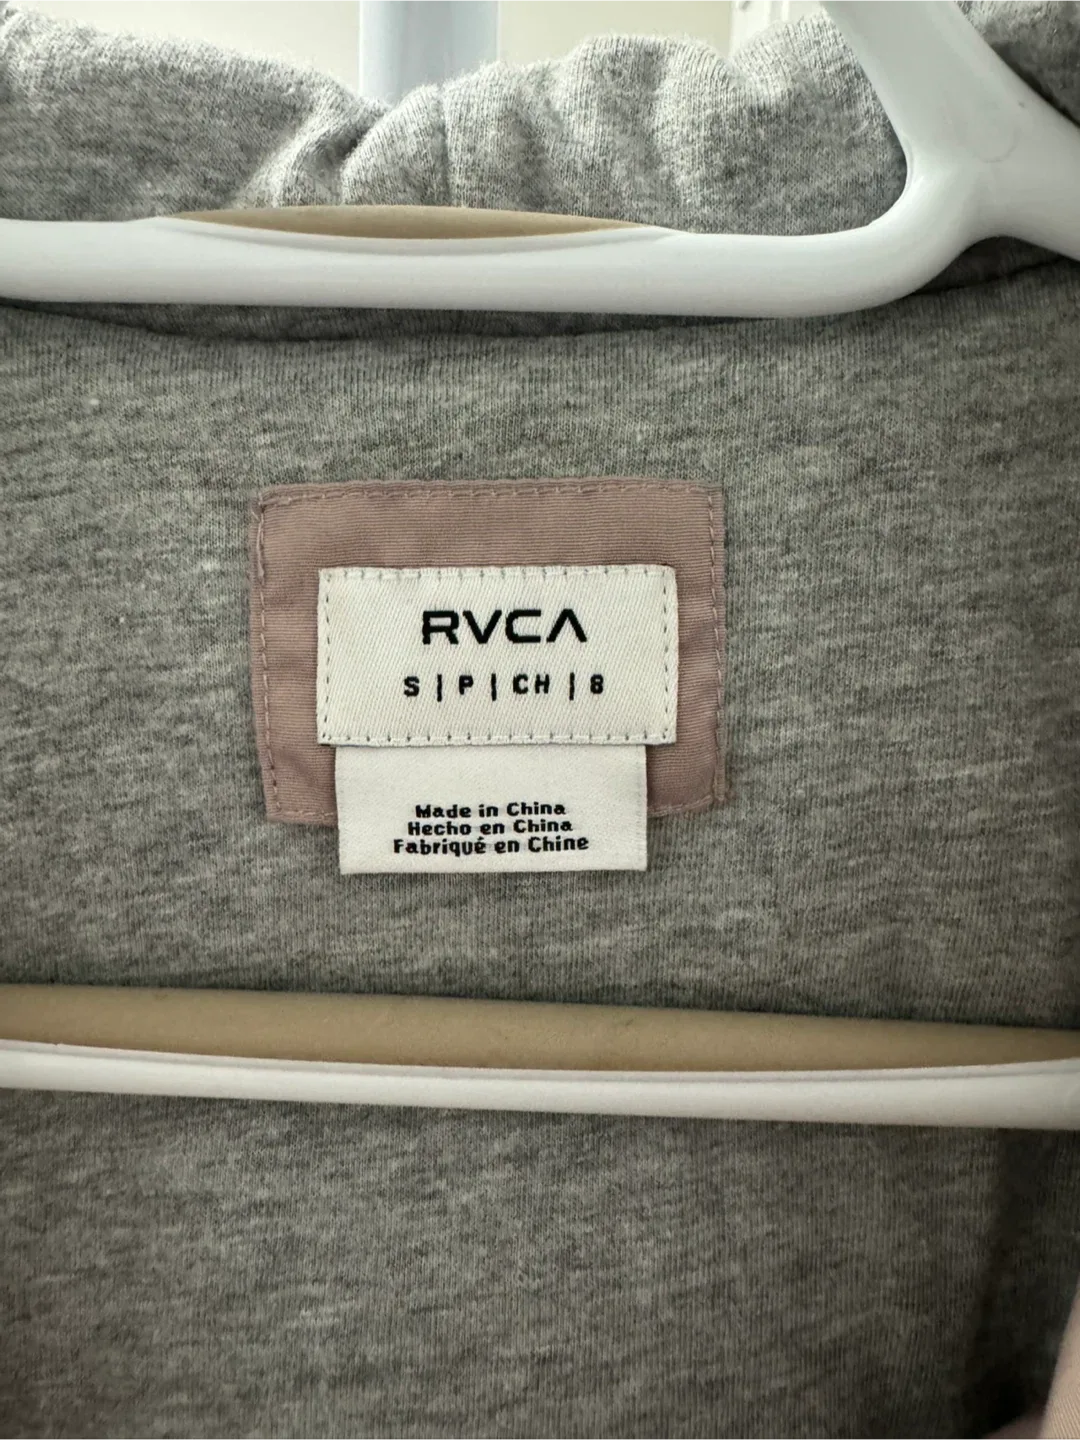 RVCA
S | P | CH | 8
Made in China
Hecho en China
Fabriqué en Chine